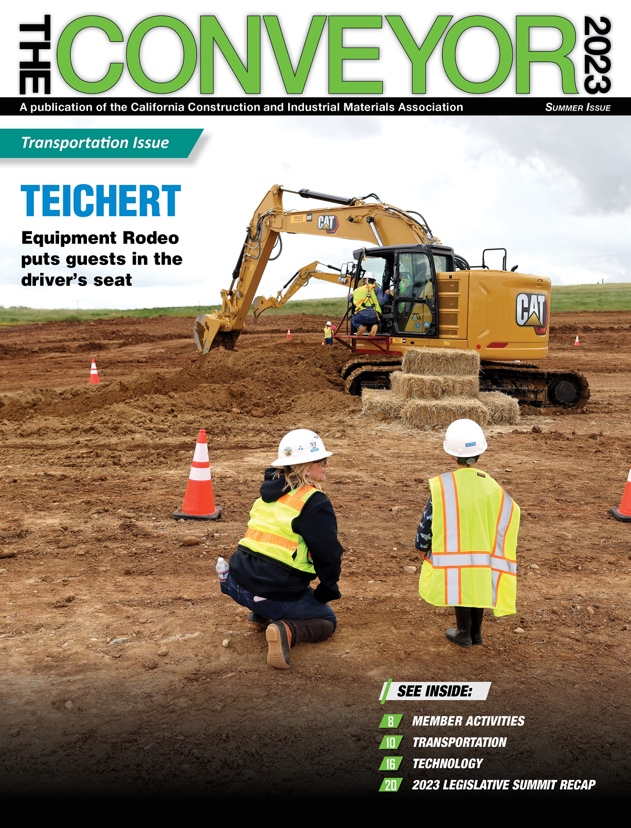 THE CONVEYOR 2023
A publication of the California Construction and Industrial Materials Association
Summer Issue
Transportation Issue
TEICHERT
Equipment Rodeo
puts guests in the
driver's seat
CAT
CAT
SEE INSIDE:
8 MEMBER ACTIVITIES
10 TRANSPORTATION
16 TECHNOLOGY
20 2023 LEGISLATIVE SUMMIT RECAP